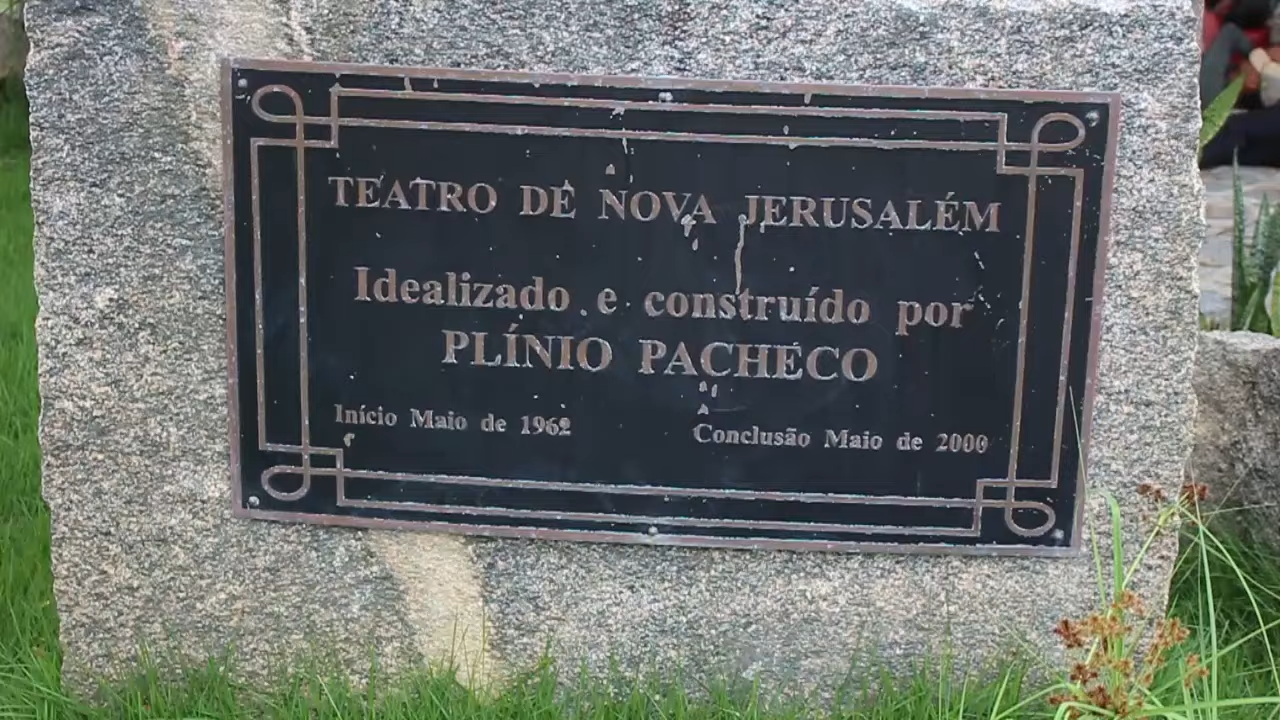 TEATRO DE NOVA JERUSALÉM
Idealizado e construído por
PLÍNIO PACHECO
Início Maio de 1962
Conclusão Maio de 2000